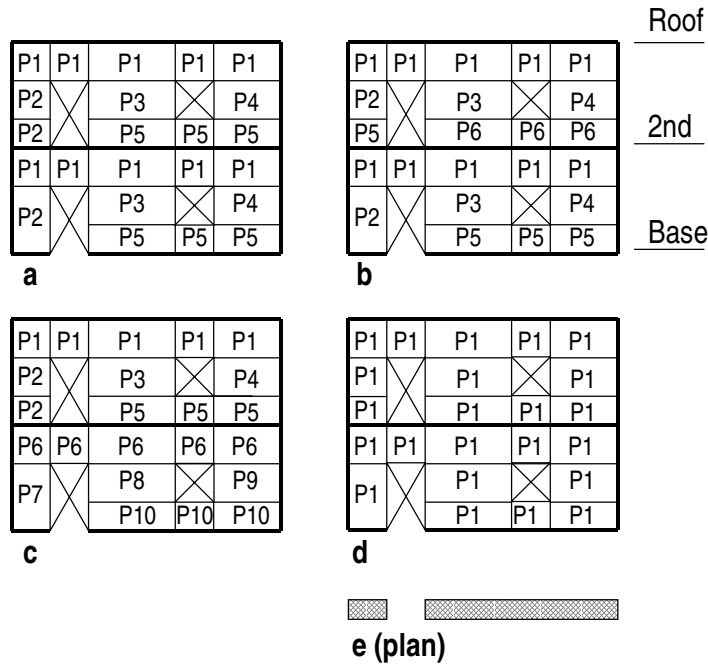 Roof
P1 P1 P1 P1 P1
P2 P3 P4
P2 P5 P5 P5
P1 P1 P1 P1 P1
P2 P3 P4
P5 P5 P5
a
P1 P1 P1 P1 P1
P2 P3 P4
P5 P6 P6 P6
2nd
P1 P1 P1 P1 P1
P2 P3 P4
P5 P5 P5
Base
b
P1 P1 P1 P1 P1
P2 P3 P4
P2 P5 P5 P5
P6 P6 P6 P6 P6
P7 P8 P9
P10 P10 P10
c
P1 P1 P1 P1 P1
P1 P1 P1
P1 P1 P1 P1
P1 P1 P1 P1 P1
P1 P1 P1
P1 P1 P1
d
e (plan)